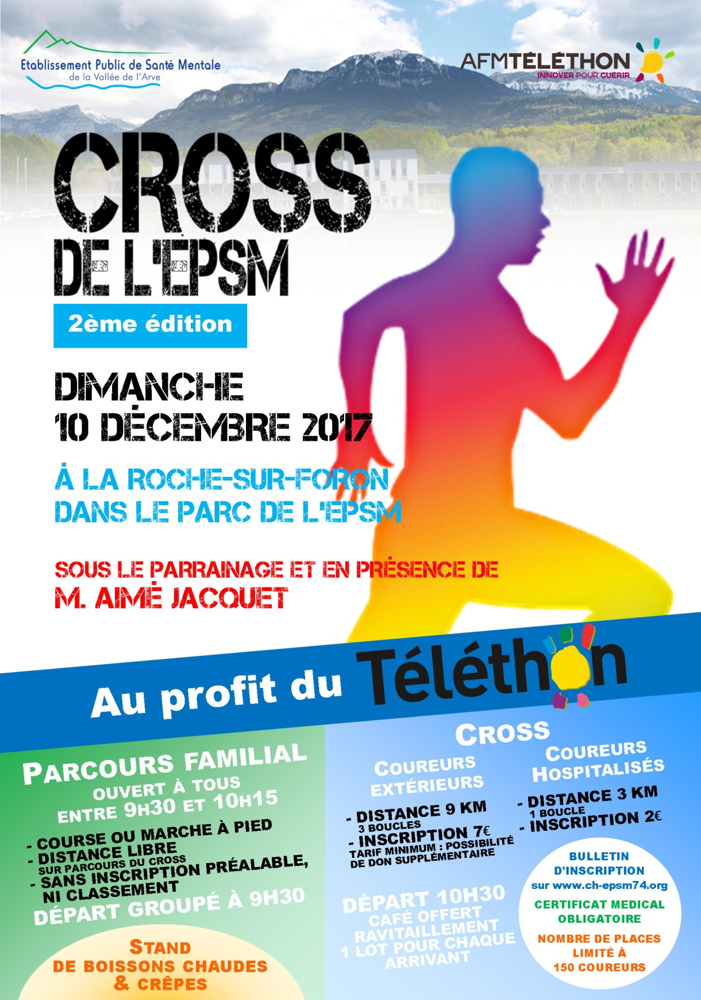 Etablissement Public de Santé Mentale
de la Vallée de l'Arve
AFMTÉLÉTHON
INNOVER POUR GUÉRIR
CROSS
DE L'EPSM
2ème édition
DIMANCHE
10 DÉCEMBRE 2017
À LA ROCHE-SUR-FORON
DANS LE PARC DE L'EPSM
SOUS LE PARRAINAGE ET EN PRÉSENCE DE
M. AIMÉ JACQUET
Au profit du Téléthon
PARCOURS FAMILIAL
OUVERT À TOUS
ENTRE 9H30 ET 10H15
- COURSE OU MARCHE À PIED
- DISTANCE LIBRE
SUR PARCOURS DU CROSS
- SANS INSCRIPTION PRÉALABLE,
NI CLASSEMENT
DÉPART GROUPÉ À 9H30
STAND
DE BOISSONS CHAUDES
& CRÊPES
CROSS
COUREURS
EXTÉRIEURS
- DISTANCE 9 KM
3 BOUCLES
- INSCRIPTION 7€
TARIF MINIMUM : POSSIBILITÉ
DE DON SUPPLÉMENTAIRE
COUREURS
HOSPITALISÉS
- DISTANCE 3 KM
1 BOUCLE
- INSCRIPTION 2€
DÉPART 10H30
CAFÉ OFFERT
RAVITAILLEMENT
1 LOT POUR CHAQUE
ARRIVANT
BULLETIN
D'INSCRIPTION
sur www.ch-epsm74.org
CERTIFICAT MEDICAL
OBLIGATOIRE
NOMBRE DE PLACES
LIMITÉ À
150 COUREURS